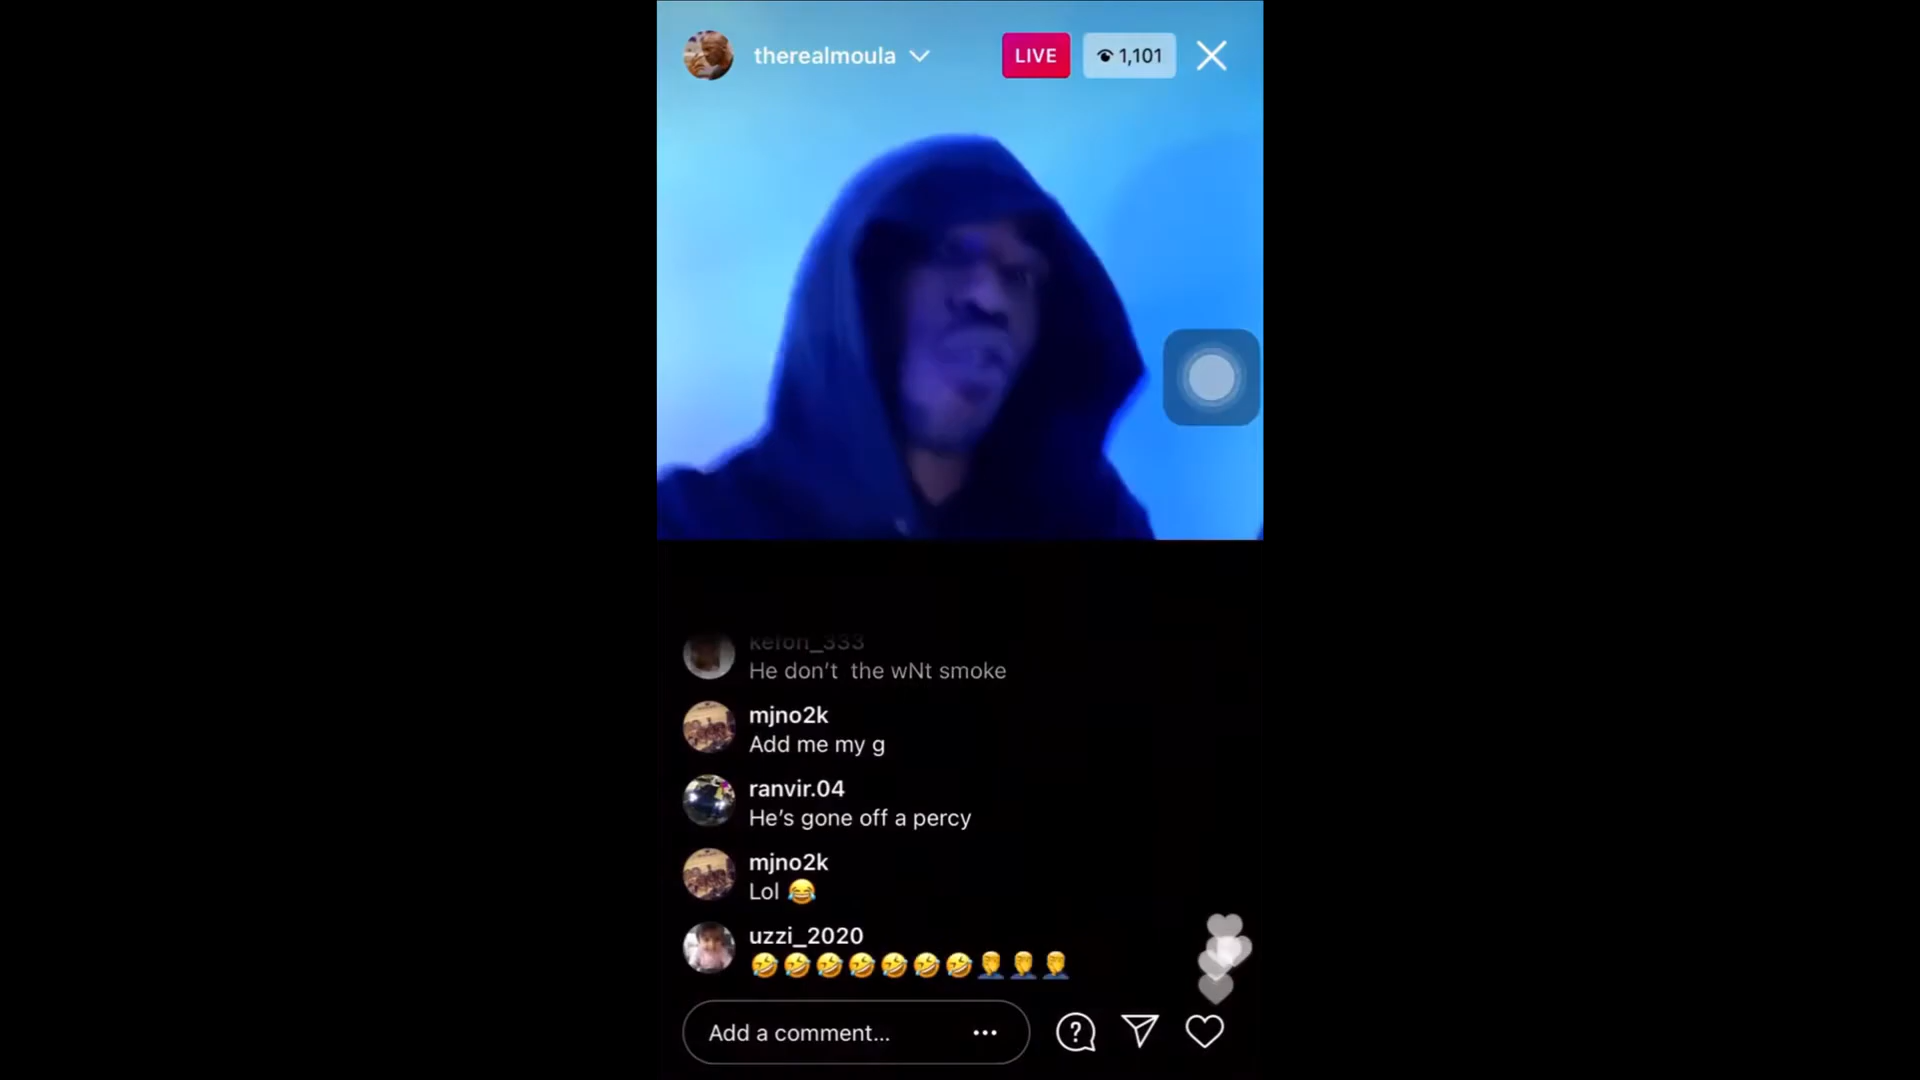 therealmoula
LIVE
1,101
kefon_333
He don't  the wNt smoke
mjno2k
Add me my g
ranvir.04
He's gone off a percy
mjno2k
Lol 😂
uzzi_2020
🤣🤣🤣🤣🤣🤣🤣🤦‍♂️🤦‍♂️🤦‍♂️
Add a comment...